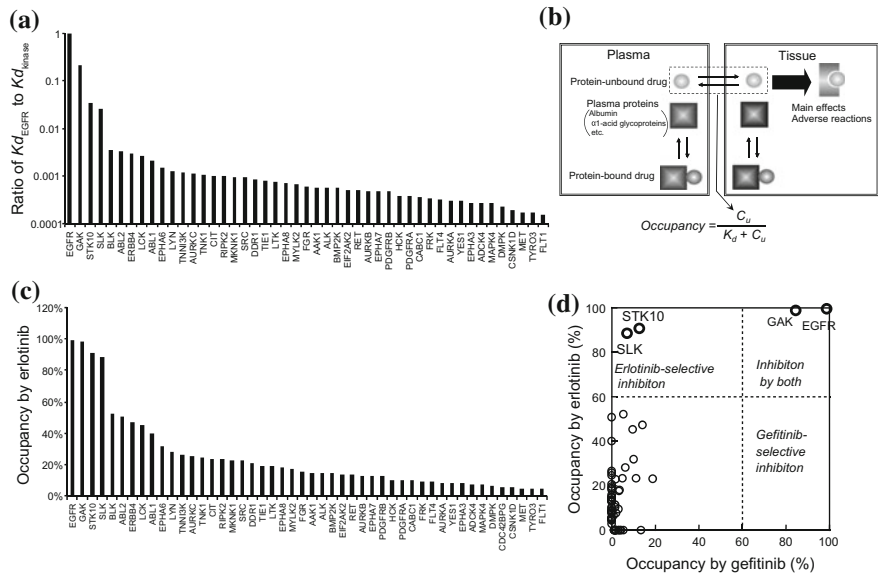 (a)
Ratio of Kd EGFR to Kd kinase
1
0.1
0.01
0.001
0.0001
EGFR
GAK
STK10
SLK
BLK
ABL2
ERBB4
LCK
ABL1
EPHA6
LYN
TNNI3K
AURKC
TNK1
CIT
RIPK2
MKNK1
SRC
DDR1
TIE1
LTK
EPHA8
MYLK2
FGR
AAK1
ALK
BMP2K
EIF2AK2
RET
AURKB
EPHA7
PDGFRB
HCK
PDGFRA
CABC1
FRK
FLT4
AURKA
YES1
EPHA3
ADCK4
MAPK4
DMPK
CSNK1D
MET
TYRO3
FLT1
(b)
Plasma
Tissue
Protein-unbound drug
Plasma proteins
(Albumin
α1-acid glycoproteins
etc.)
Main effects
Adverse reactions
Protein-bound drug
Occupancy = Cu / Kd + Cu
(c)
Occupancy by erlotinib
120%
100%
80%
60%
40%
20%
0%
EGFR
GAK
STK10
SLK
BLK
ABL2
ERBB4
LCK
ABL1
EPHA6
LYN
TNNI3K
AURKC
TNK1
CIT
RIPK2
MKNK1
SRC
DDR1
TIE1
LTK
EPHA8
MYLK2
FGR
AAK1
ALK
BMP2K
EIF2AK2
RET
AURKB
EPHA7
PDGFRB
HCK
PDGFRA
CABC1
FRK
FLT4
AURKA
YES1
EPHA3
ADCK4
MAPK4
DMPK
CDC42BPG
CSNK1D
MET
TYRO3
FLT1
(d)
Occupancy by erlotinib (%)
100
80
60
40
20
0
STK10
SLK
GAK
EGFR
Erlotinib-selective
inhibiton
Inhibiton
by both
Gefitinib-
selective
inhibiton
0
20
40
60
80
100
Occupancy by gefitinib (%)